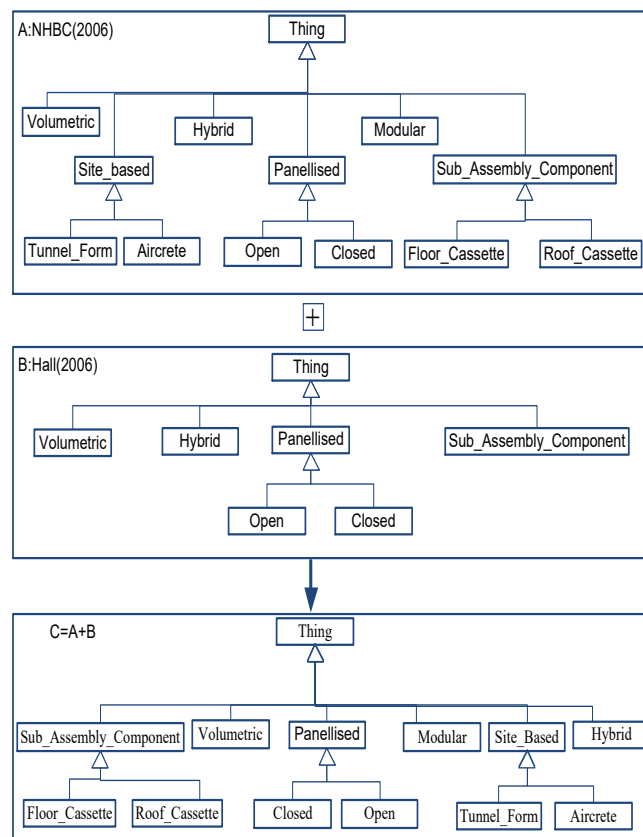 A:NHBC(2006)
Thing
Volumetric
Hybrid
Modular
Site_based
Panellised
Sub_Assembly_Component
Tunnel_Form
Aircrete
Open
Closed
Floor_Cassette
Roof_Cassette
+
B:Hall(2006)
Thing
Volumetric
Hybrid
Panellised
Sub_Assembly_Component
Open
Closed
C=A+B
Thing
Sub_Assembly_Component
Volumetric
Panellised
Modular
Site_Based
Hybrid
Floor_Cassette
Roof_Cassette
Closed
Open
Tunnel_Form
Aircrete